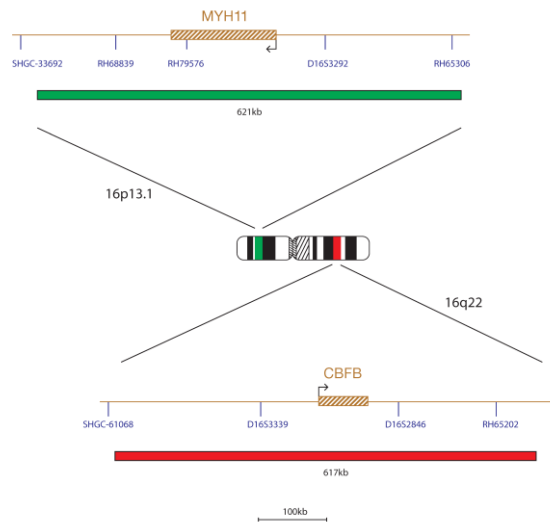 MYH11
SHGC-33692 RH68839 RH79576 D16S3292 RH65306
621kb
16p13.1
16q22
CBFB
SHGC-61068 D16S3339 D16S2846 RH65202
617kb
100kb